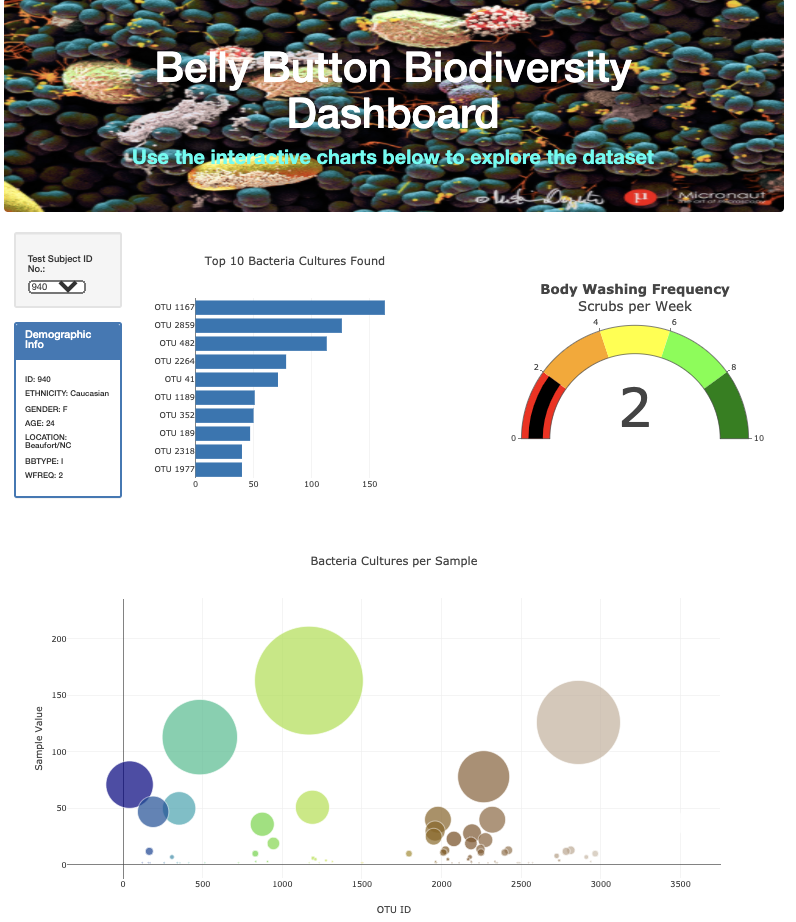 Belly Button Biodiversity
Dashboard
Use the interactive charts below to explore the dataset
Micronaut
Test Subject ID
No.:
940
Demographic
Info
ID: 940
ETHNICITY: Caucasian
GENDER: F
AGE: 24
LOCATION:
Beaufort/NC
BBTYPE: I
WFREQ: 2
Top 10 Bacteria Cultures Found
OTU 1167
OTU 2859
OTU 482
OTU 2264
OTU 41
OTU 1189
OTU 352
OTU 189
OTU 2318
OTU 1977
0 50 100 150
Body Washing Frequency
Scrubs per Week
0 2 4 6 8 10
2
Bacteria Cultures per Sample
Sample Value
200
150
100
50
0
0 500 1000 1500 2000 2500 3000 3500
OTU ID